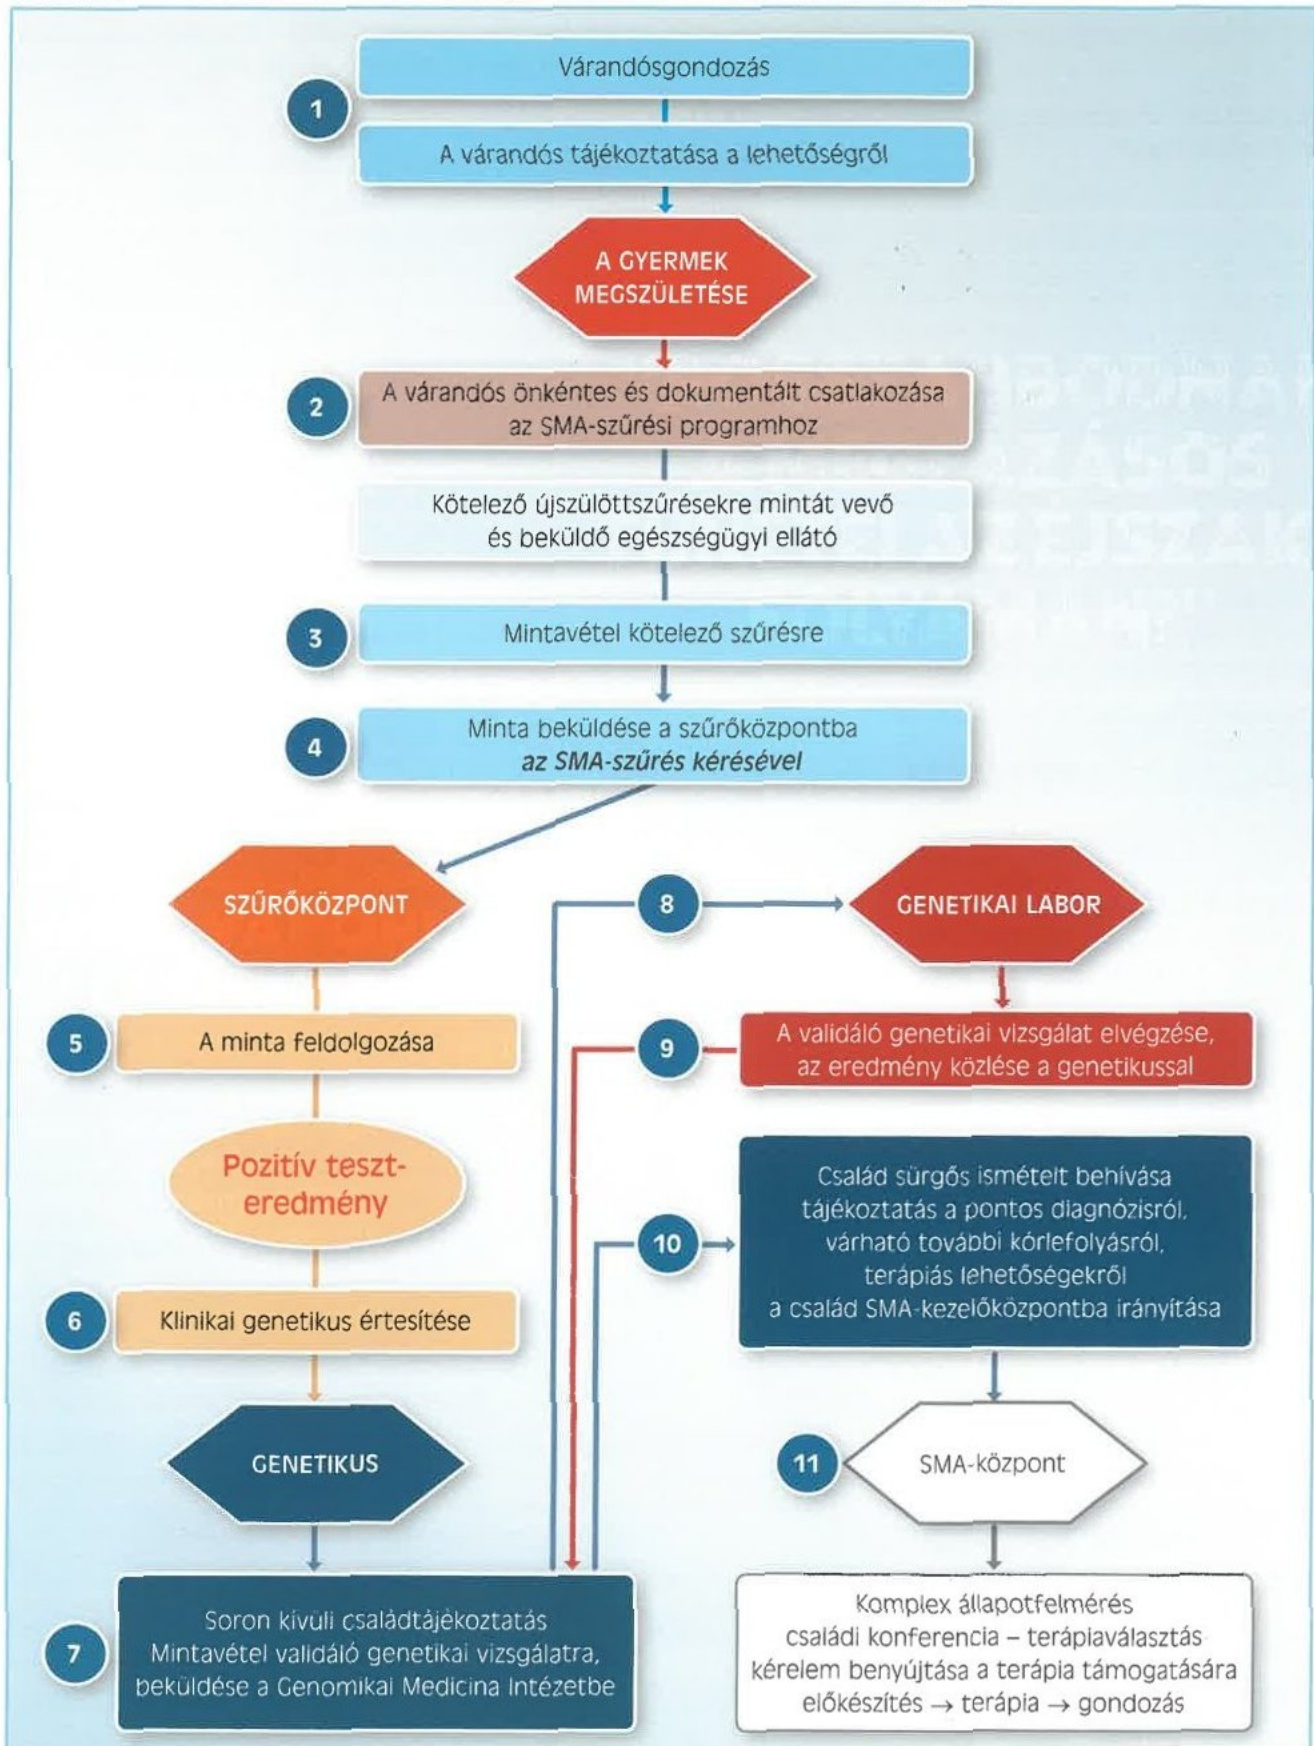 1
Várandósgondozás
A várandós tájékoztatása a lehetőségről
A GYERMEK
MEGSZÜLETÉSE
2
A várandós önkéntes és dokumentált csatlakozása
az SMA-szűrési programhoz
Kötelező újszülöttszűrésekre mintát vevő
és beküldő egészségügyi ellátó
3
Mintavétel kötelező szűrésre
4
Minta beküldése a szűrőközpontba
az SMA-szűrés kérésével
SZŰRŐKÖZPONT
5
A minta feldolgozása
Pozitív teszt-
eredmény
6
Klinikai genetikus értesítése
GENETIKUS
7
Soron kívüli családtájékoztatás
Mintavétel validáló genetikai vizsgálatra,
beküldése a Genomikai Medicina Intézetbe
8
GENETIKAI LABOR
9
A validáló genetikai vizsgálat elvégzése,
az eredmény közlése a genetikussal
10
Család sürgős ismételt behívása
tájékoztatás a pontos diagnózisról,
várható további kórlefolyásról,
terápiás lehetőségekről
a család SMA-kezelőközpontba irányítása
11
SMA-központ
Komplex állapotfelmérés
családi konferencia – terápiaválasztás
kérelem benyújtása a terápia támogatására
előkészítés → terápia → gondozás